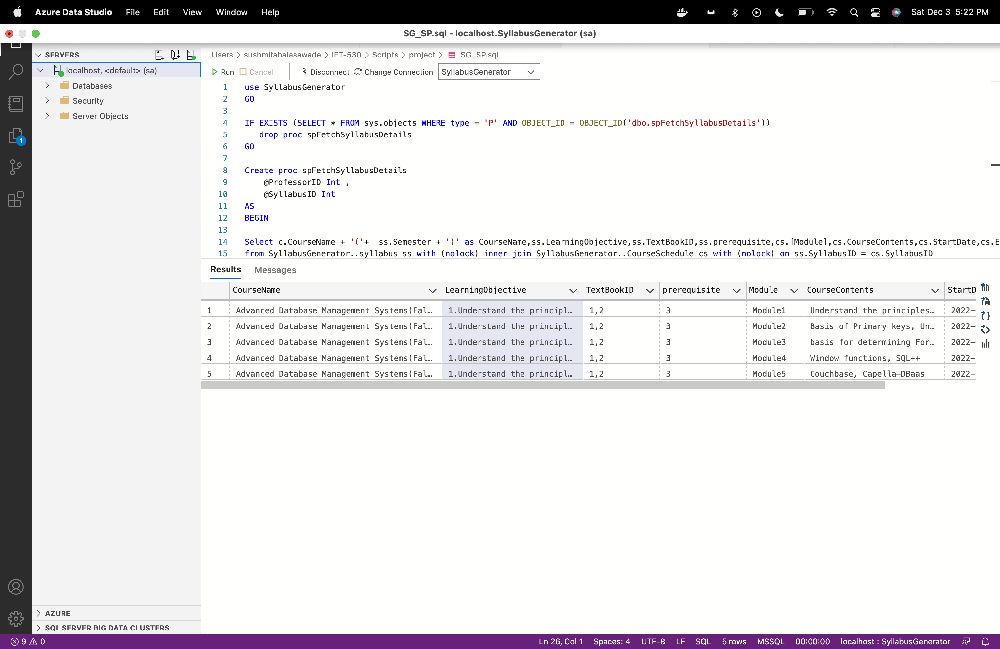 Azure Data Studio File Edit View Window Help Sat Dec 3 5:22 PM
SG_SP.sql - localhost.SyllabusGenerator (sa)
SERVERS
localhost, <default> (sa)
Databases
Security
Server Objects
1
AZURE
SQL SERVER BIG DATA CLUSTERS
Users > sushmitahalasawade > IFT-530 > Scripts > project > SG_SP.sql
Run Cancel Disconnect Change Connection SyllabusGenerator
1 use SyllabusGenerator
2 GO
3
4 IF EXISTS (SELECT * FROM sys.objects WHERE type = 'P' AND OBJECT_ID = OBJECT_ID('dbo.spFetchSyllabusDetails'))
5 drop proc spFetchSyllabusDetails
6 GO
7
8 Create proc spFetchSyllabusDetails
9 @ProfessorID Int ,
10 @SyllabusID Int
11 AS
12 BEGIN
13
14 Select c.CourseName + '('+ ss.Semester + ')' as CourseName,ss.LearningObjective,ss.TextBookID,ss.prerequisite,cs.[Module],cs.CourseContents,cs.StartDate,cs.E
15 from SyllabusGenerator..syllabus ss with (nolock) inner join SyllabusGenerator..CourseSchedule cs with (nolock) on ss.SyllabusID = cs.SyllabusID
Results Messages
CourseName LearningObjective TextBookID prerequisite Module CourseContents StartD
1 Advanced Database Management Systems(Fal… 1.Understand the principl… 1,2 3 Module1 Understand the principles… 2022-
2 Advanced Database Management Systems(Fal… 1.Understand the principl… 1,2 3 Module2 Basis of Primary keys, Un… 2022-
3 Advanced Database Management Systems(Fal… 1.Understand the principl… 1,2 3 Module3 basis for determining For… 2022-
4 Advanced Database Management Systems(Fal… 1.Understand the principl… 1,2 3 Module4 Window functions, SQL++ 2022-
5 Advanced Database Management Systems(Fal… 1.Understand the principl… 1,2 3 Module5 Couchbase, Capella-DBaas 2022-
9 0 Ln 26, Col 1 Spaces: 4 UTF-8 LF SQL 5 rows MSSQL 00:00:00 localhost : SyllabusGenerator